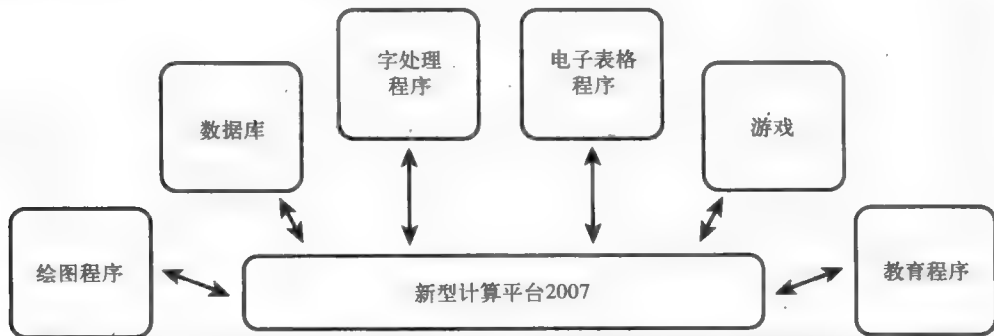 字处理
程序
电子表格
程序
数据库
游戏
绘图程序
新型计算平台2007
教育程序